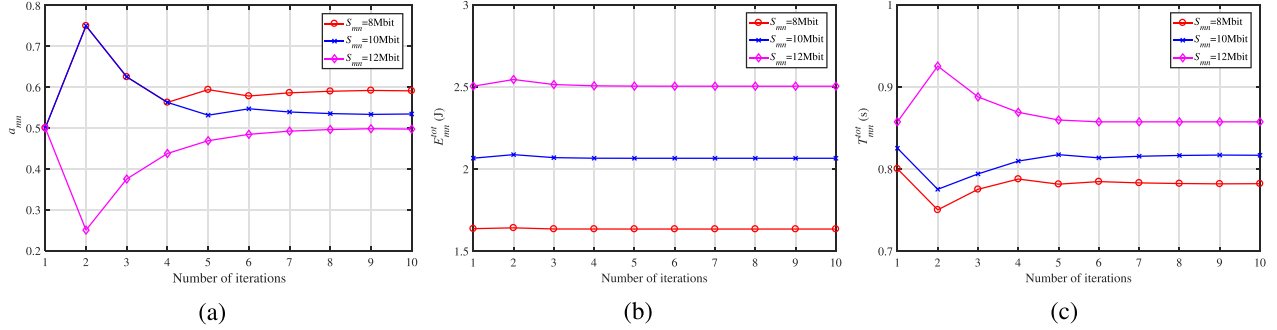 0.8
0.7
0.6
0.5
0.4
0.3
0.2
a_mn
1 2 3 4 5 6 7 8 9 10
Number of iterations
S_mn=8Mbit
S_mn=10Mbit
S_mn=12Mbit
(a)
3
2.5
2
1.5
E_mn^tot (J)
1 2 3 4 5 6 7 8 9 10
Number of iterations
S_mn=8Mbit
S_mn=10Mbit
S_mn=12Mbit
(b)
1
0.9
0.8
0.7
T_mn^tot (s)
1 2 3 4 5 6 7 8 9 10
Number of iterations
S_mn=8Mbit
S_mn=10Mbit
S_mn=12Mbit
(c)